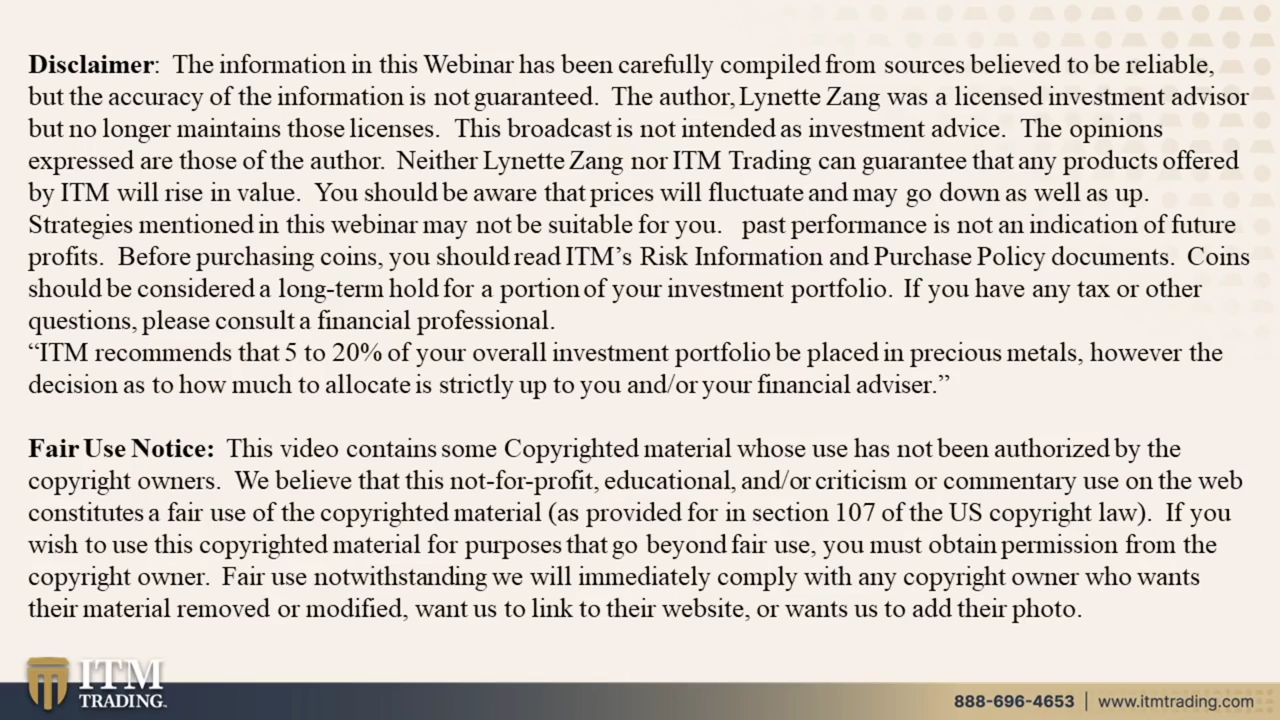 Disclaimer:  The information in this Webinar has been carefully compiled from sources believed to be reliable,
but the accuracy of the information is not guaranteed.  The author, Lynette Zang was a licensed investment advisor
but no longer maintains those licenses.  This broadcast is not intended as investment advice.  The opinions
expressed are those of the author.  Neither Lynette Zang nor ITM Trading can guarantee that any products offered
by ITM will rise in value.  You should be aware that prices will fluctuate and may go down as well as up.
Strategies mentioned in this webinar may not be suitable for you.   past performance is not an indication of future
profits.  Before purchasing coins, you should read ITM’s Risk Information and Purchase Policy documents.  Coins
should be considered a long-term hold for a portion of your investment portfolio.  If you have any tax or other
questions, please consult a financial professional.
“ITM recommends that 5 to 20% of your overall investment portfolio be placed in precious metals, however the
decision as to how much to allocate is strictly up to you and/or your financial adviser.”
Fair Use Notice:  This video contains some Copyrighted material whose use has not been authorized by the
copyright owners.  We believe that this not-for-profit, educational, and/or criticism or commentary use on the web
constitutes a fair use of the copyrighted material (as provided for in section 107 of the US copyright law).  If you
wish to use this copyrighted material for purposes that go beyond fair use, you must obtain permission from the
copyright owner.  Fair use notwithstanding we will immediately comply with any copyright owner who wants
their material removed or modified, want us to link to their website, or wants us to add their photo.
ITM
TRADING.
888-696-4653 | www.itmtrading.com